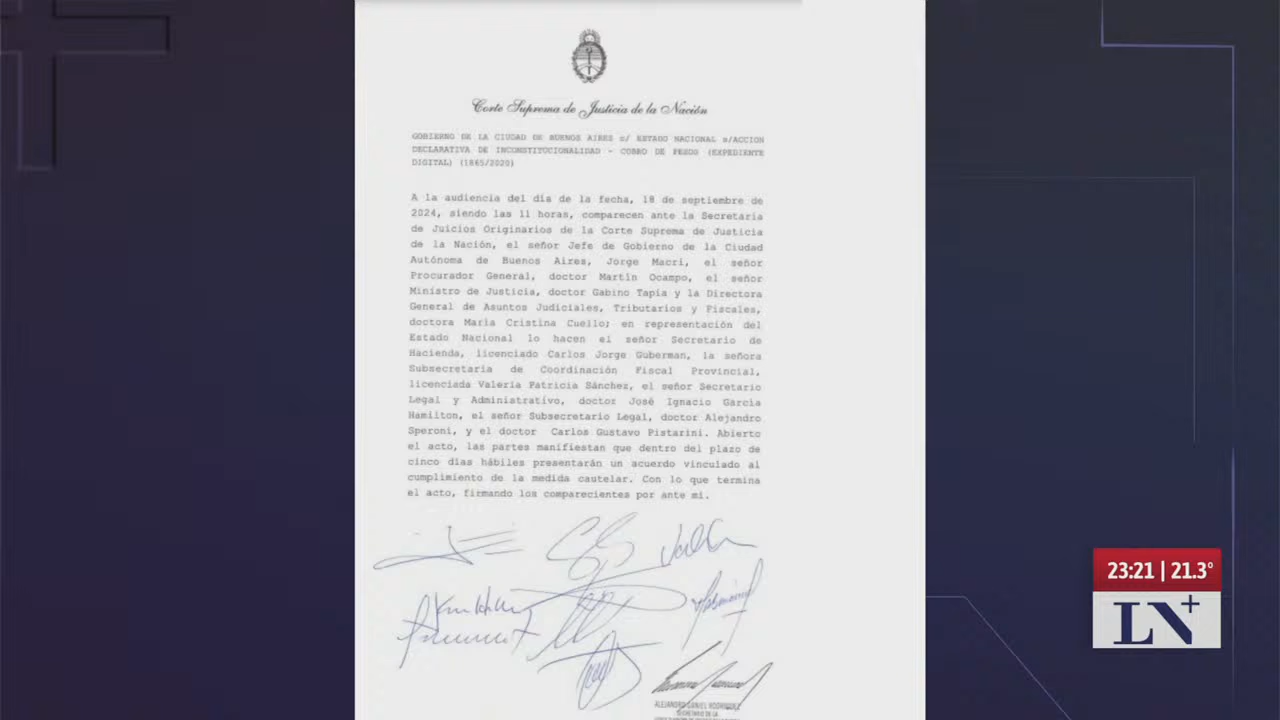 Corte Suprema de Justicia de la Nación
GOBIERNO DE LA CIUDAD DE BUENOS AIRES c/ ESTADO NACIONAL s/ACCION
DECLARATIVA DE INCONSTITUCIONALIDAD - COBRO DE PESOS (EXPEDIENTE
DIGITAL) (1865/2020)
A la audiencia del día de la fecha, 18 de septiembre de
2024, siendo las 11 horas, comparecen ante la Secretaría
de Juicios Originarios de la Corte Suprema de Justicia
de la Nación, el señor Jefe de Gobierno de la Ciudad
Autónoma de Buenos Aires, Jorge Macri, el señor
Procurador General, doctor Martín Ocampo, el señor
Ministro de Justicia, doctor Gabino Tapia y la Directora
General de Asuntos Judiciales, Tributarios y Fiscales,
doctora María Cristina Cuello; en representación del
Estado Nacional lo hacen el señor Secretario de
Hacienda, licenciado Carlos Jorge Guberman, la señora
Subsecretaria de Coordinación Fiscal Provincial,
licenciada Valeria Patricia Sánchez, el señor Secretario
Legal y Administrativo, doctor José Ignacio García
Hamilton, el señor Subsecretario Legal, doctor Alejandro
Speroni, y el doctor Carlos Gustavo Pistarini. Abierto
el acto, las partes manifiestan que dentro del plazo de
cinco días hábiles presentarán un acuerdo vinculado al
cumplimiento de la medida cautelar. Con lo que termina
el acto, firmando los comparecientes por ante mí.
ALEJANDRO DANIEL RODRIGUEZ
SECRETARIO DE LA
23:21 | 21.3°
LN+